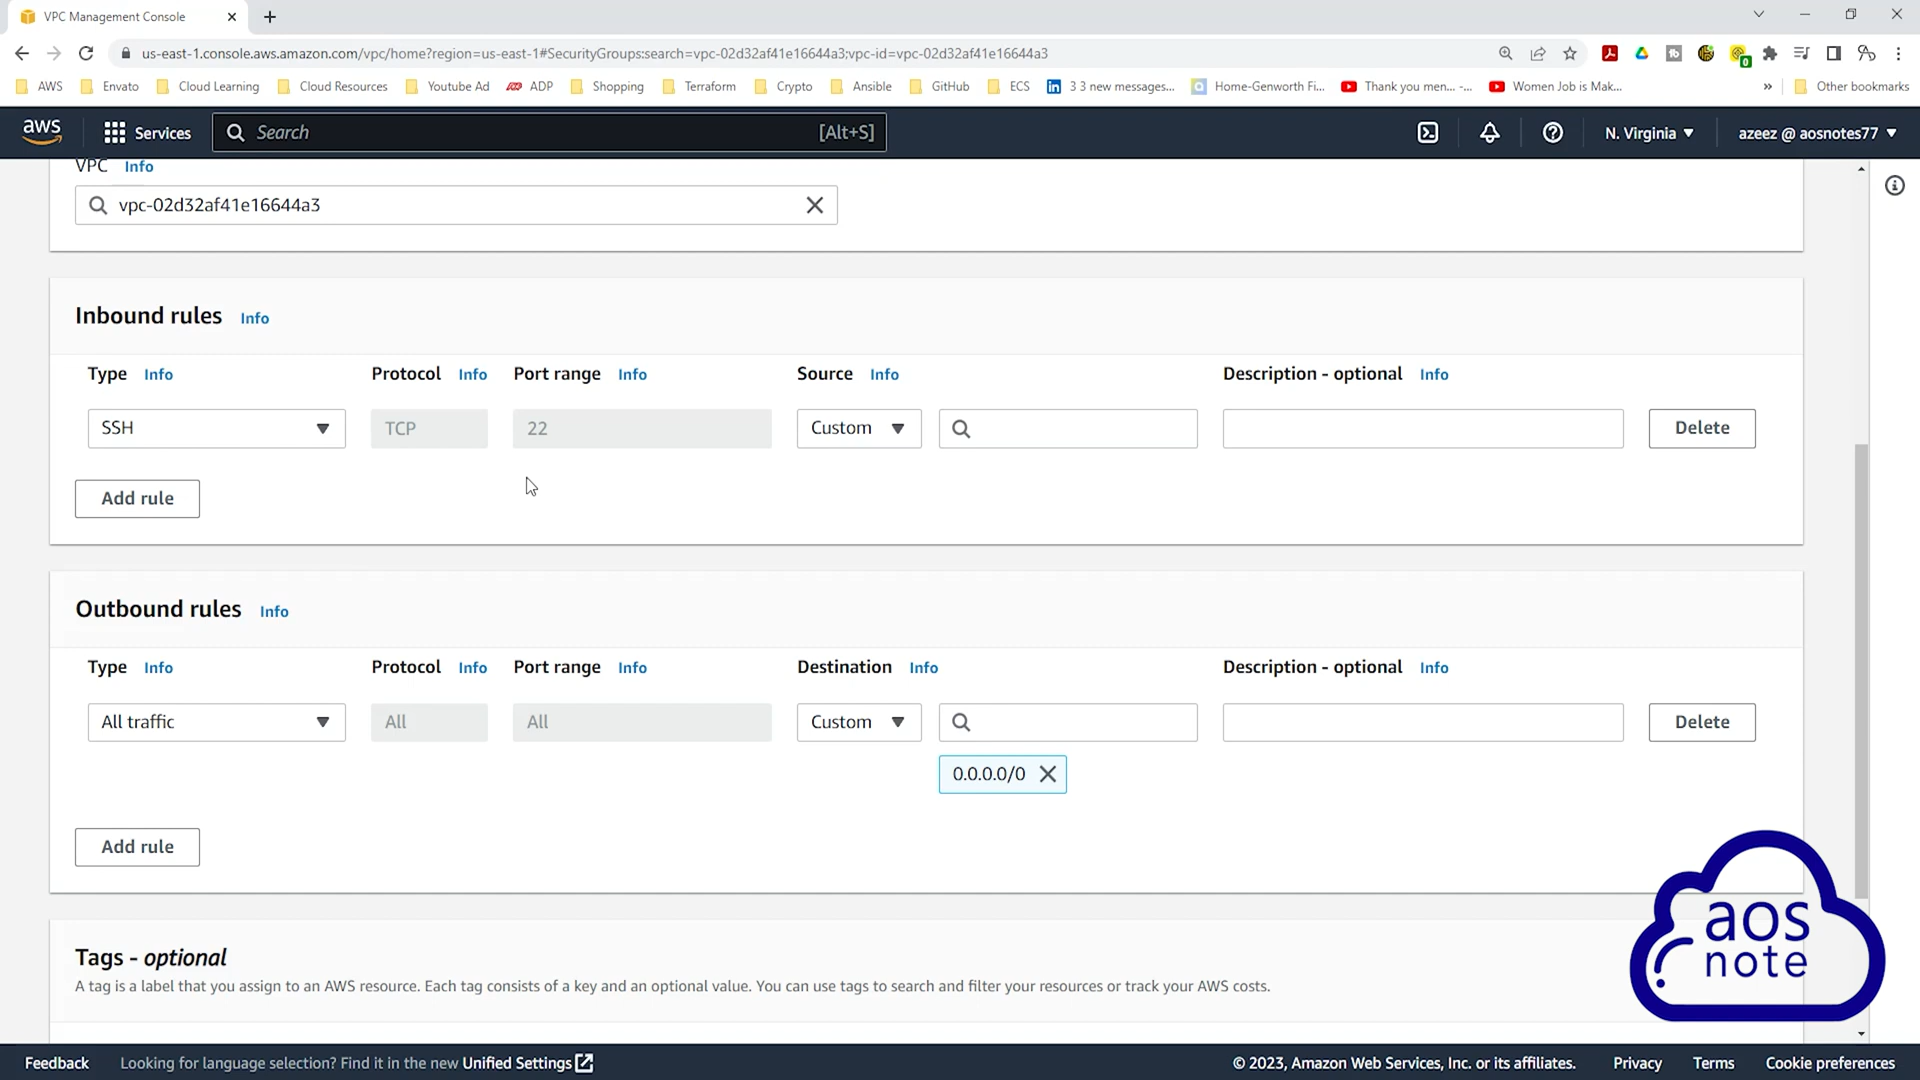 VPC Management Console
us-east-1.console.aws.amazon.com/vpc/home?region=us-east-1#SecurityGroups:search=vpc-02d32af41e16644a3;vpc-id=vpc-02d32af41e16644a3
0
AWS Envato Cloud Learning Cloud Resources Youtube Ad ADP Shopping Terraform Crypto Ansible GitHub ECS 3 3 new messages... Home-Genworth Fi... Thank you men... -... Women Job is Mak... » Other bookmarks
aws Services Search [Alt+S] N. Virginia azeez @ aosnotes77
VPC Info
vpc-02d32af41e16644a3
Inbound rules Info
Type Info Protocol Info Port range Info Source Info Description - optional Info
SSH TCP 22 Custom Delete
Add rule
Outbound rules Info
Type Info Protocol Info Port range Info Destination Info Description - optional Info
All traffic All All Custom Delete
0.0.0.0/0
Add rule
aos
note
Tags - optional
A tag is a label that you assign to an AWS resource. Each tag consists of a key and an optional value. You can use tags to search and filter your resources or track your AWS costs.
Feedback Looking for language selection? Find it in the new Unified Settings © 2023, Amazon Web Services, Inc. or its affiliates. Privacy Terms Cookie preferences